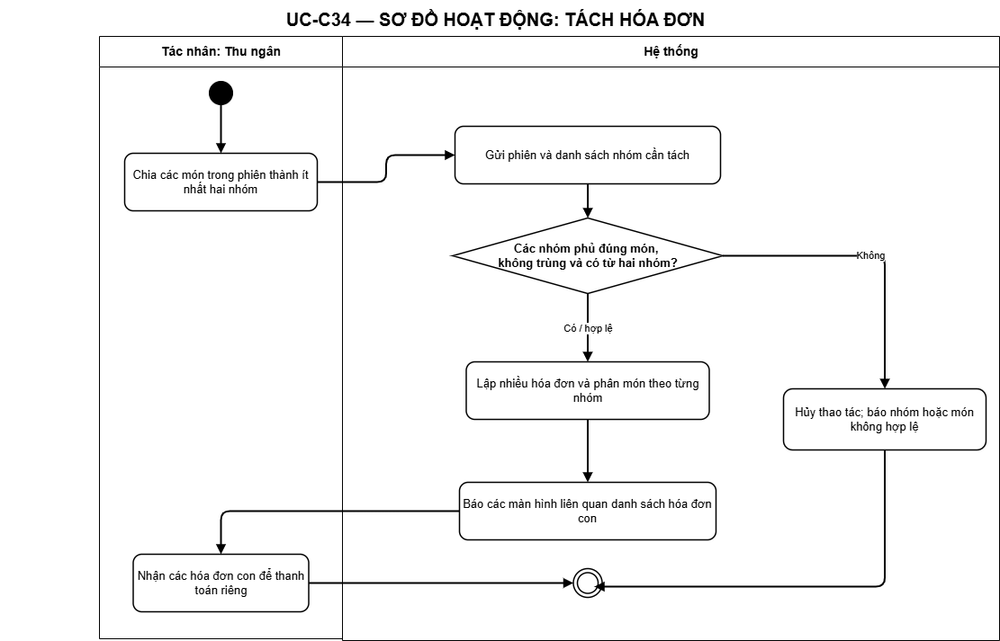 UC-C34 — SƠ ĐỒ HOẠT ĐỘNG: TÁCH HÓA ĐƠN
Tác nhân: Thu ngân
Hệ thống
Chia các món trong phiên thành ít
nhất hai nhóm
Gửi phiên và danh sách nhóm cần tách
Các nhóm phủ đúng món,
không trùng và có từ hai nhóm?
Không
Có / hợp lệ
Lập nhiều hóa đơn và phân món theo từng
nhóm
Hủy thao tác; báo nhóm hoặc món
không hợp lệ
Báo các màn hình liên quan danh sách hóa đơn
con
Nhận các hóa đơn con để thanh
toán riêng